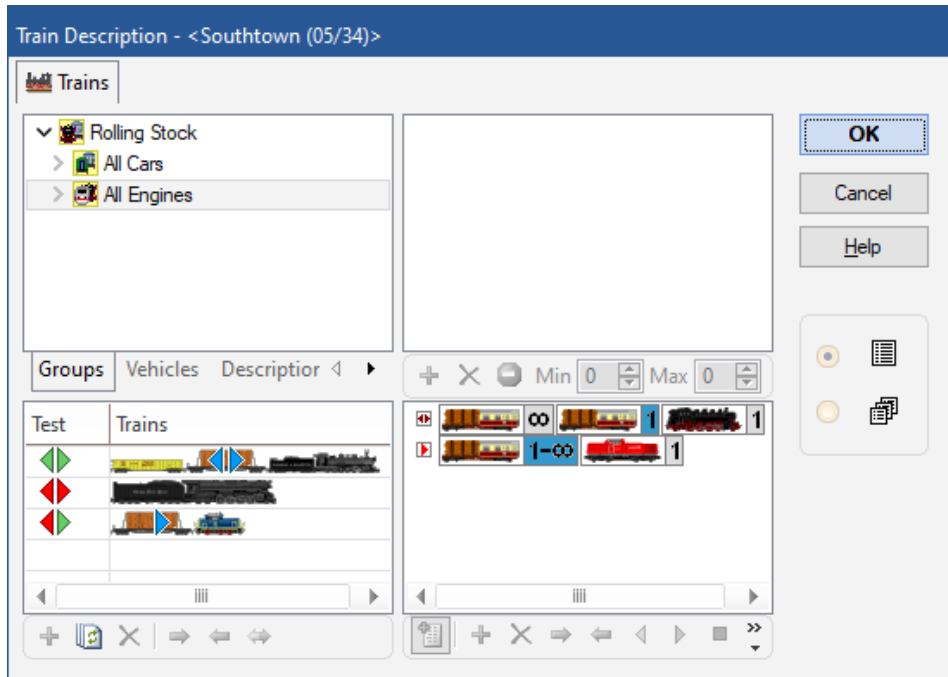 Train Description - <Southtown (05/34)>
Trains
Rolling Stock
All Cars
All Engines
OK
Cancel
Help
Groups Vehicles Descriptior
Min 0 Max 0
Test Trains
∞ 1 1
1-∞ 1